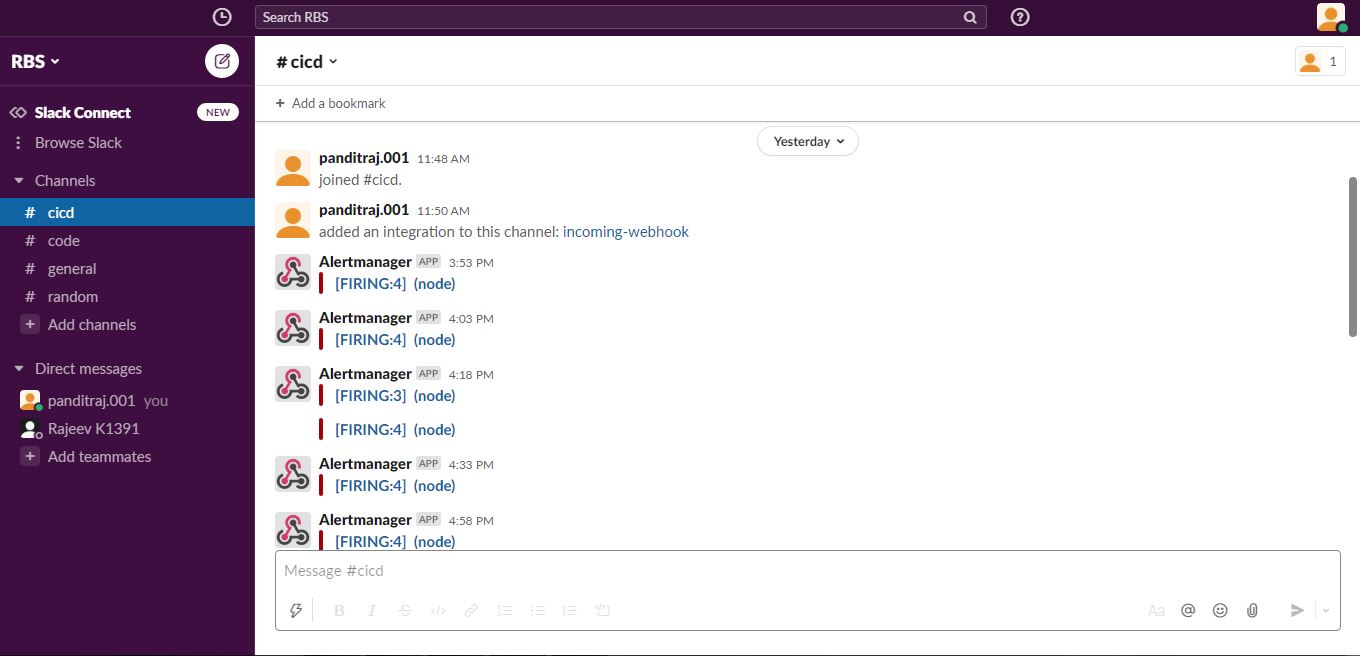 Search RBS
RBS
Slack Connect NEW
Browse Slack
Channels
# cicd
# code
# general
# random
+ Add channels
Direct messages
panditraj.001 you
Rajeev K1391
+ Add teammates
# cicd
1
+ Add a bookmark
Yesterday
panditraj.001 11:48 AM
joined #cicd.
panditraj.001 11:50 AM
added an integration to this channel: incoming-webhook
Alertmanager APP 3:53 PM
[FIRING:4] (node)
Alertmanager APP 4:03 PM
[FIRING:4] (node)
Alertmanager APP 4:18 PM
[FIRING:3] (node)
[FIRING:4] (node)
Alertmanager APP 4:33 PM
[FIRING:4] (node)
Alertmanager APP 4:58 PM
[FIRING:4] (node)
Message #cicd
B I S </> Aa @